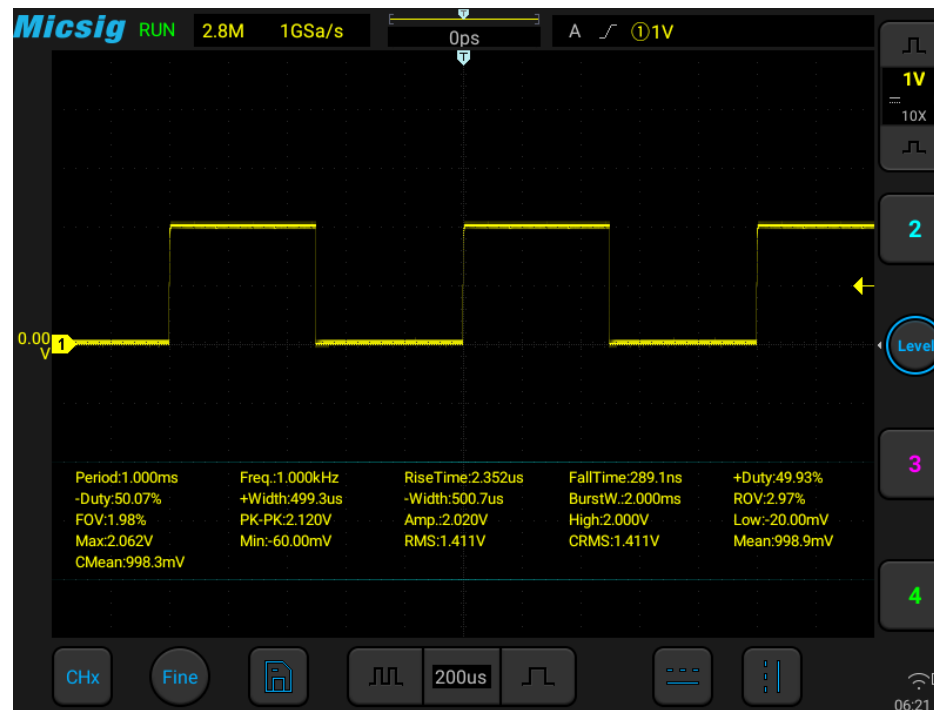 Micsig RUN 2.8M 1GSa/s 0ps A ①1V
T
T
1V
10X
2
0.00 V 1
Level
3
Period:1.000ms Freq.:1.000kHz RiseTime:2.352us FallTime:289.1ns +Duty:49.93%
-Duty:50.07% +Width:499.3us -Width:500.7us BurstW.:2.000ms ROV:2.97%
FOV:1.98% PK-PK:2.120V Amp.:2.020V High:2.000V Low:-20.00mV
Max:2.062V Min:-60.00mV RMS:1.411V CRMS:1.411V Mean:998.9mV
CMean:998.3mV
4
CHx Fine 200us
06:21